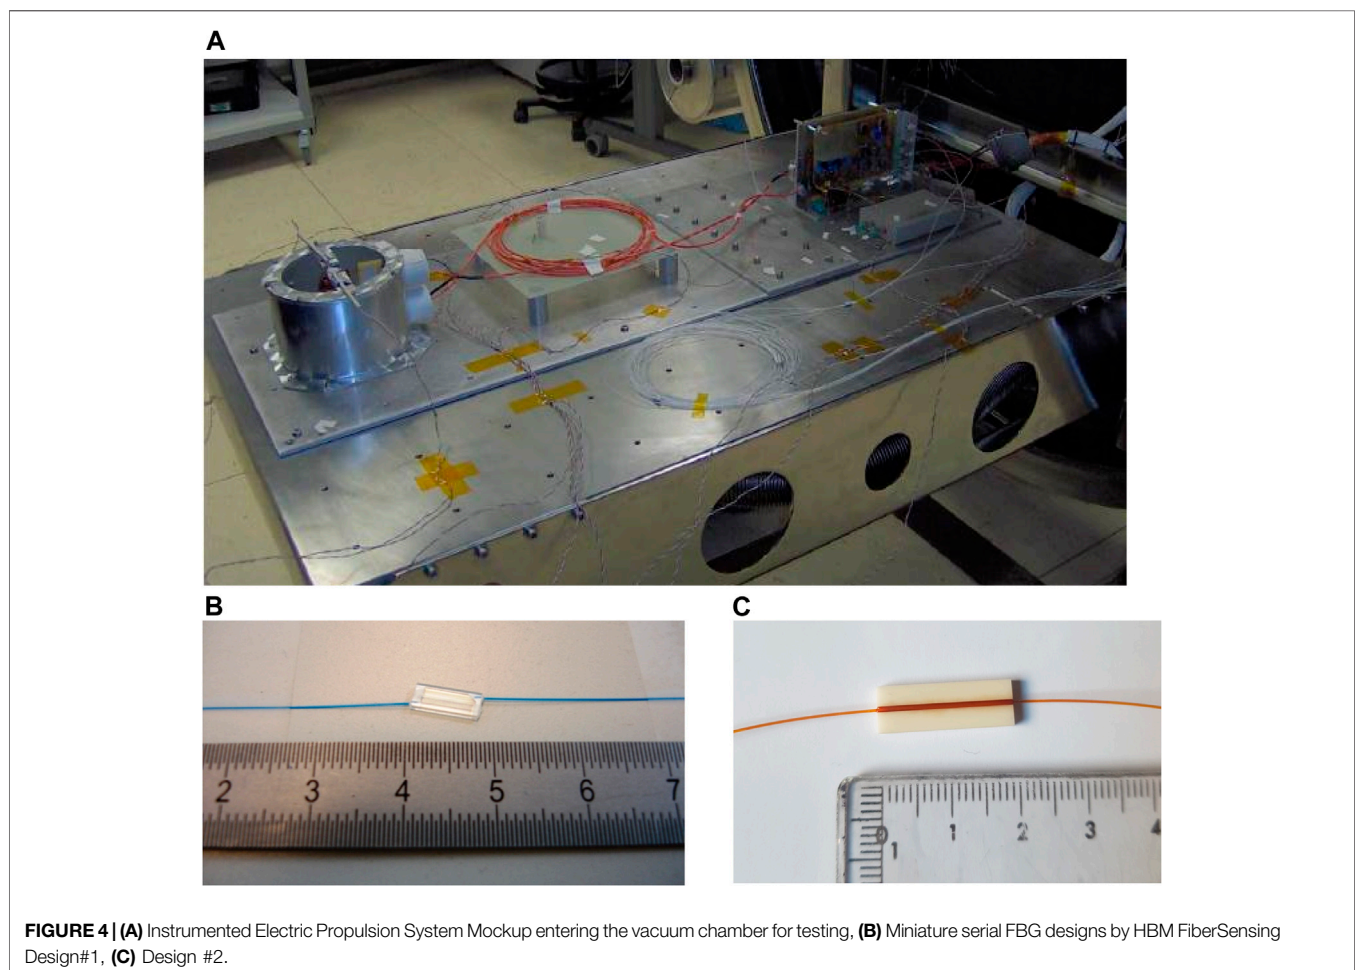 A
B
C
2 3 4 5 6 7
0 1 2 3 4
1
FIGURE 4 | (A) Instrumented Electric Propulsion System Mockup entering the vacuum chamber for testing, (B) Miniature serial FBG designs by HBM FiberSensing
Design#1, (C) Design #2.